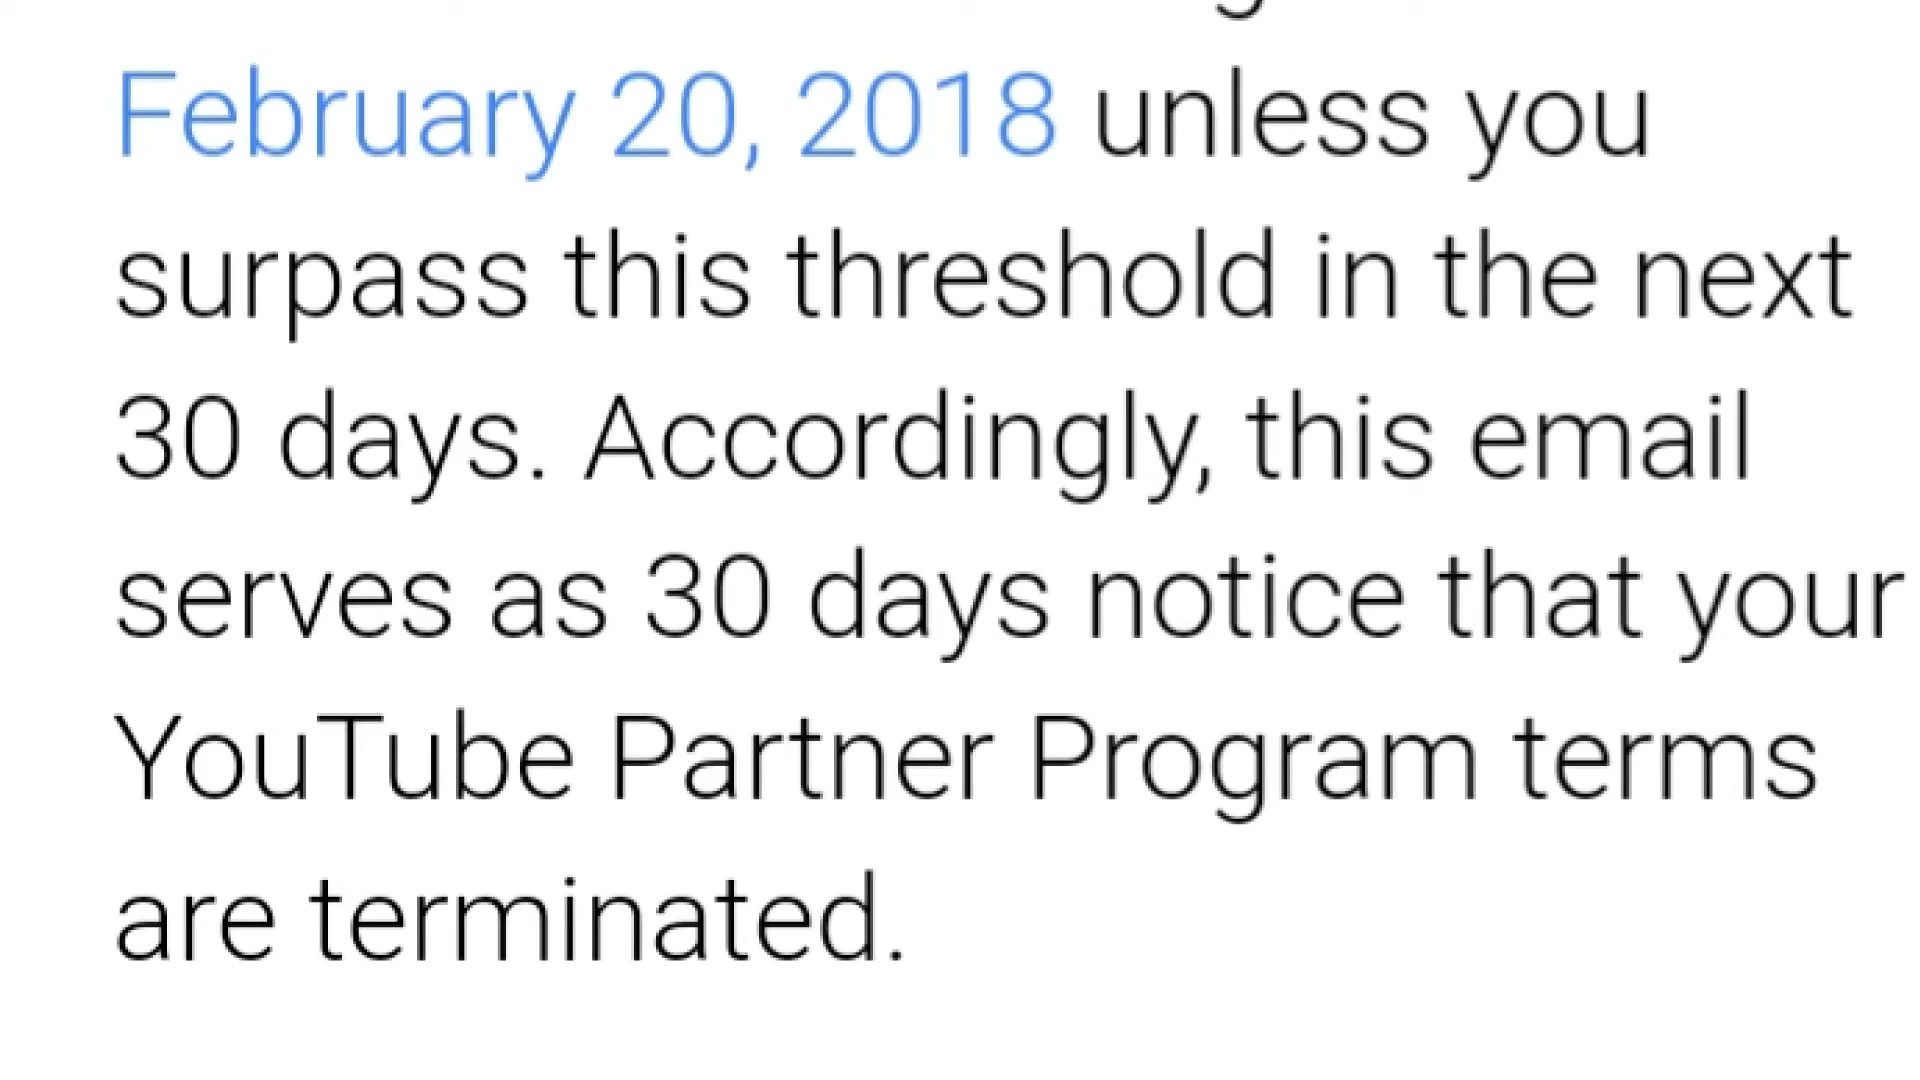 February 20, 2018 unless you
surpass this threshold in the next
30 days. Accordingly, this email
serves as 30 days notice that your
YouTube Partner Program terms
are terminated.